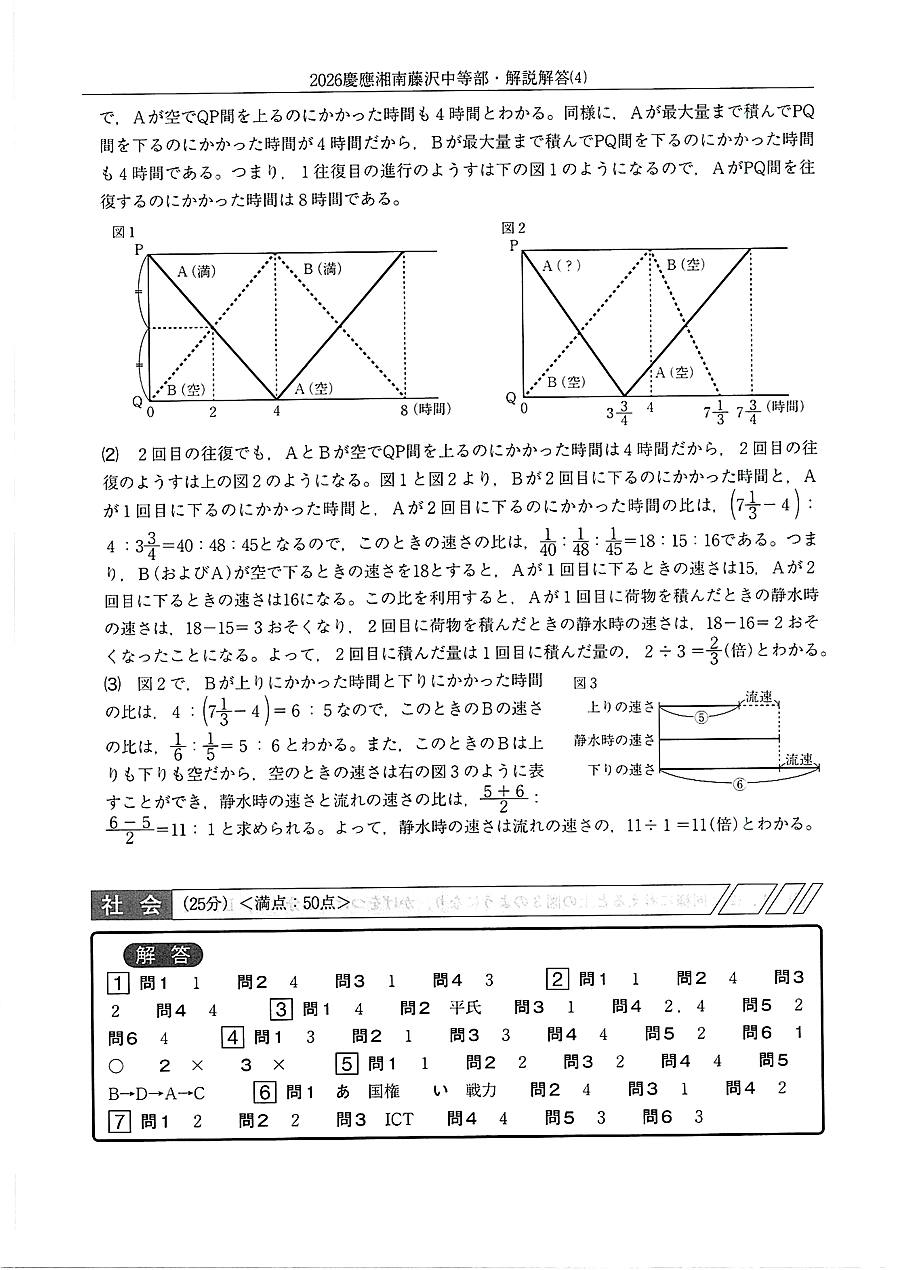 2026慶應湘南藤沢中等部・解説解答(4)
で，Aが空でQP間を上るのにかかった時間も4時間とわかる。同様に，Aが最大量まで積んでPQ
間を下るのにかかった時間が4時間だから，Bが最大量まで積んでPQ間を下るのにかかった時間
も4時間である。つまり，1往復目の進行のようすは下の図1のようになるので，AがPQ間を往
復するのにかかった時間は8時間である。
図1
P
A(満)
B(満)
B(空)
A(空)
Q
0 2 4 8(時間)
図2
P
A(?)
B(空)
B(空)
A(空)
Q
0 3 3/4 4 7 1/3 7 3/4 (時間)
(2) 2回目の往復でも，AとBが空でQP間を上るのにかかった時間は4時間だから，2回目の往
復のようすは上の図2のようになる。図1と図2より，Bが2回目に下るのにかかった時間と，A
が1回目に下るのにかかった時間と，Aが2回目に下るのにかかった時間の比は，(7 1/3－4)：
4：3 3/4＝40：48：45となるので，このときの速さの比は，1/40：1/48：1/45＝18：15：16である。つま
り，B(およびA)が空で下るときの速さを18とすると，Aが1回目に下るときの速さは15，Aが2
回目に下るときの速さは16になる。この比を利用すると，Aが1回目に荷物を積んだときの静水時
の速さは，18－15＝3おそくなり，2回目に荷物を積んだときの静水時の速さは，18－16＝2おそ
くなったことになる。よって，2回目に積んだ量は1回目に積んだ量の，2÷3＝2/3(倍)とわかる。
(3) 図2で，Bが上りにかかった時間と下りにかかった時間
の比は，4：(7 1/3－4)＝6：5なので，このときのBの速さ
の比は，1/6：1/5＝5：6とわかる。また，このときのBは上
りも下りも空だから，空のときの速さは右の図3のように表
すことができ，静水時の速さと流れの速さの比は，5＋6/2：
6－5/2＝11：1と求められる。よって，静水時の速さは流れの速さの，11÷1＝11(倍)とわかる。
図3
上りの速さ ⑤ 流速
静水時の速さ
下りの速さ ⑥ 流速
社会 (25分) ＜満点：50点＞
解答
1 問1 1 問2 4 問3 1 問4 3 2 問1 1 問2 4 問3
2 問4 4 3 問1 4 問2 平氏 問3 1 問4 2，4 問5 2
問6 4 4 問1 3 問2 1 問3 3 問4 4 問5 2 問6 1
○ 2 × 3 × 5 問1 1 問2 2 問3 2 問4 4 問5
B→D→A→C 6 問1 あ 国権 い 戦力 問2 4 問3 1 問4 2
7 問1 2 問2 2 問3 ICT 問4 4 問5 3 問6 3